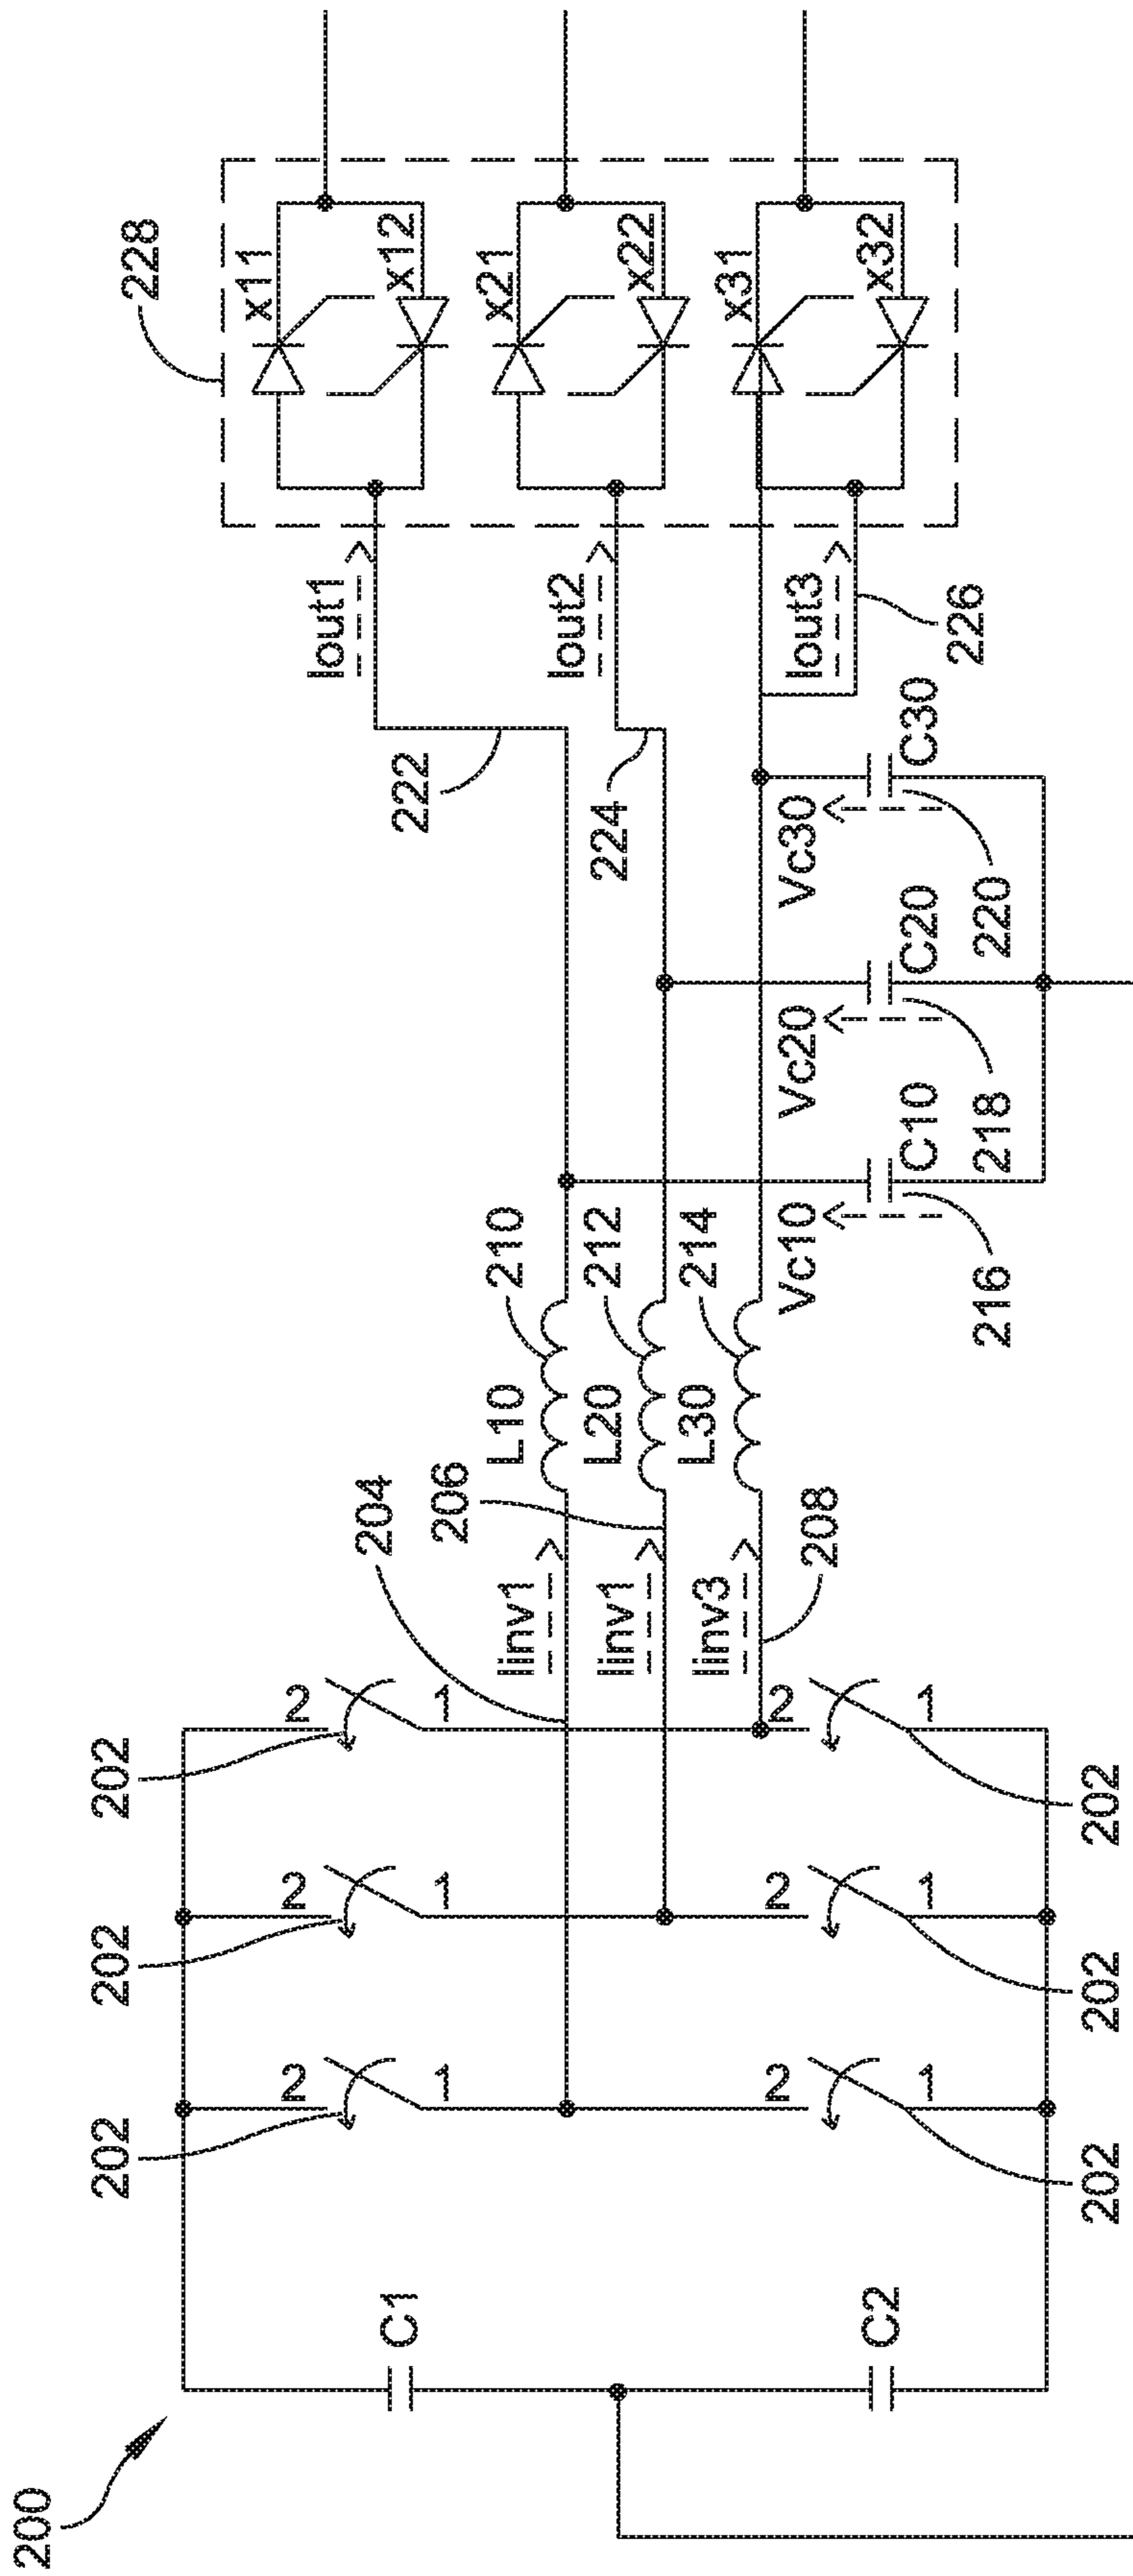 200
202
202
202
2
2
2
1
1
1
C1
C2
2
2
2
1
1
1
202
202
202
204
206
208
Iinv1
Iinv1
Iinv3
L10
L20
L30
210
212
214
Vc10
Vc20
Vc30
C10
C20
C30
216
218
220
222
224
226
Iout1
Iout2
Iout3
228
x11
x12
x21
x22
x31
x32